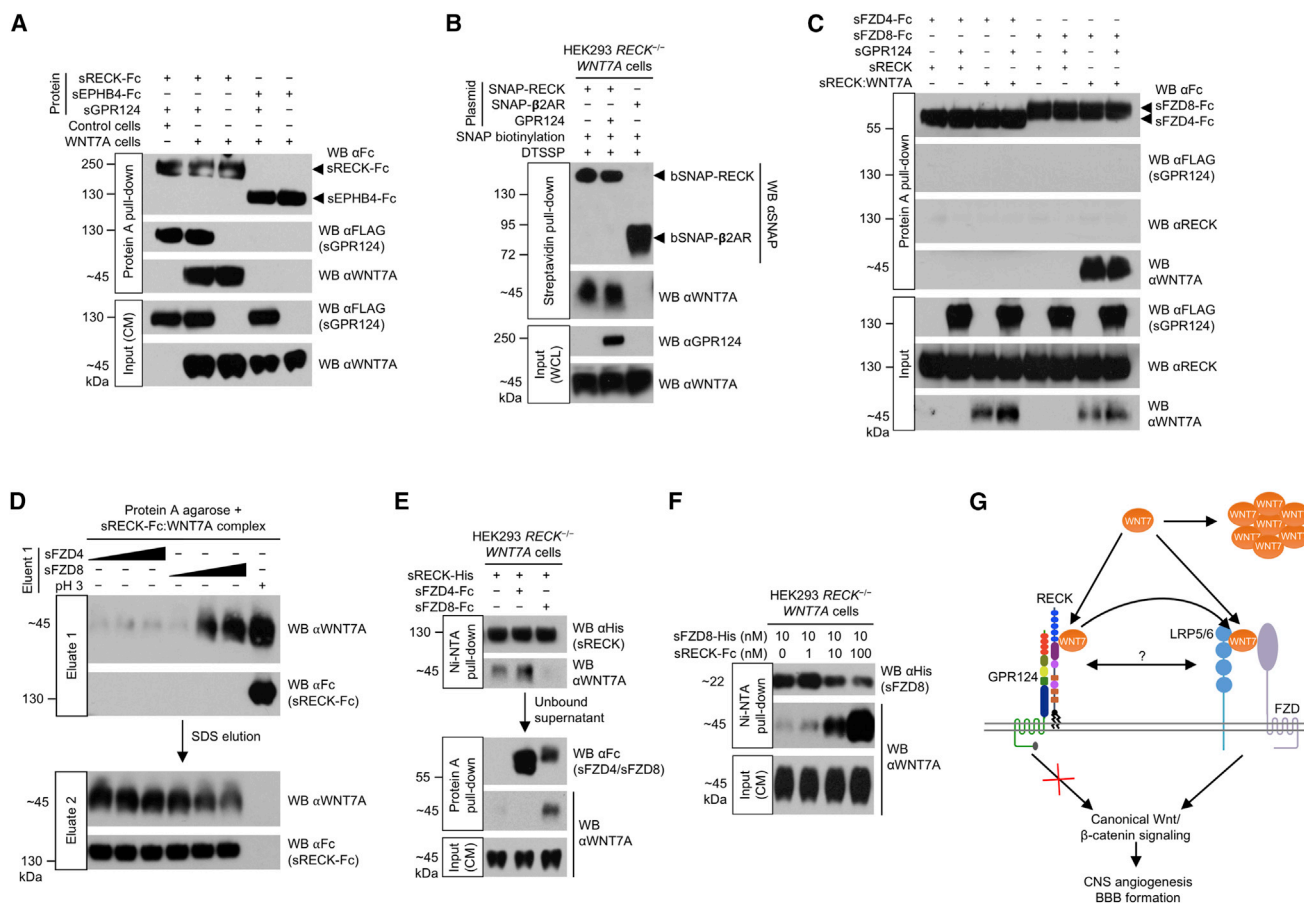 A
Protein
sRECK-Fc + + + − −
sEPHB4-Fc − − − + +
sGPR124 + + − + −
Control cells + − − − −
WNT7A cells − + + + +
Protein A pull-down
250
130
WB αFc
sRECK-Fc
sEPHB4-Fc
130
WB αFLAG
(sGPR124)
~45
WB αWNT7A
Input (CM)
130
WB αFLAG
(sGPR124)
~45
kDa
WB αWNT7A
B
HEK293 RECK−/−
WNT7A cells
Plasmid
SNAP-RECK + + −
SNAP-β2AR − − +
GPR124 − + −
SNAP biotinylation + + +
DTSSP + + +
Streptavidin pull-down
130
95
72
bSNAP-RECK
bSNAP-β2AR
WB αSNAP
~45
WB αWNT7A
Input
(WCL)
250
WB αGPR124
~45
kDa
WB αWNT7A
C
sFZD4-Fc + + + + − − − −
sFZD8-Fc − − − − + + + +
sGPR124 − + − + − + − +
sRECK + + − − + + − −
sRECK:WNT7A − − + + − − + +
Protein A pull-down
55
WB αFc
sFZD8-Fc
sFZD4-Fc
130
WB αFLAG
(sGPR124)
130
WB αRECK
~45
WB
αWNT7A
Input
130
WB αFLAG
(sGPR124)
130
WB αRECK
~45
kDa
WB
αWNT7A
D
Protein A agarose +
sRECK-Fc:WNT7A complex
Eluent 1
sFZD4 − − − −
sFZD8 − − − −
pH 3 − − − − − − +
Eluate 1
~45
WB αWNT7A
130
WB αFc
(sRECK-Fc)
SDS elution
Eluate 2
~45
WB αWNT7A
130
kDa
WB αFc
(sRECK-Fc)
E
HEK293 RECK−/−
WNT7A cells
sRECK-His + + +
sFZD4-Fc − + −
sFZD8-Fc − − +
Ni-NTA
pull-down
130
WB αHis
(sRECK)
~45
WB
αWNT7A
Unbound
supernatant
Protein A
pull-down
55
WB αFc
(sFZD4/sFZD8)
~45
WB
αWNT7A
Input
(CM)
~45
kDa
F
HEK293 RECK−/−
WNT7A cells
sFZD8-His (nM) 10 10 10 10
sRECK-Fc (nM) 0 1 10 100
Ni-NTA
pull-down
~22
WB αHis
(sFZD8)
~45
WB
αWNT7A
Input
(CM)
~45
kDa
G
WNT7
WNT7
WNT7
WNT7
WNT7
WNT7
WNT7
WNT7
RECK
WNT7
LRP5/6
WNT7
?
GPR124
FZD
Canonical Wnt/
β-catenin signaling
CNS angiogenesis
BBB formation